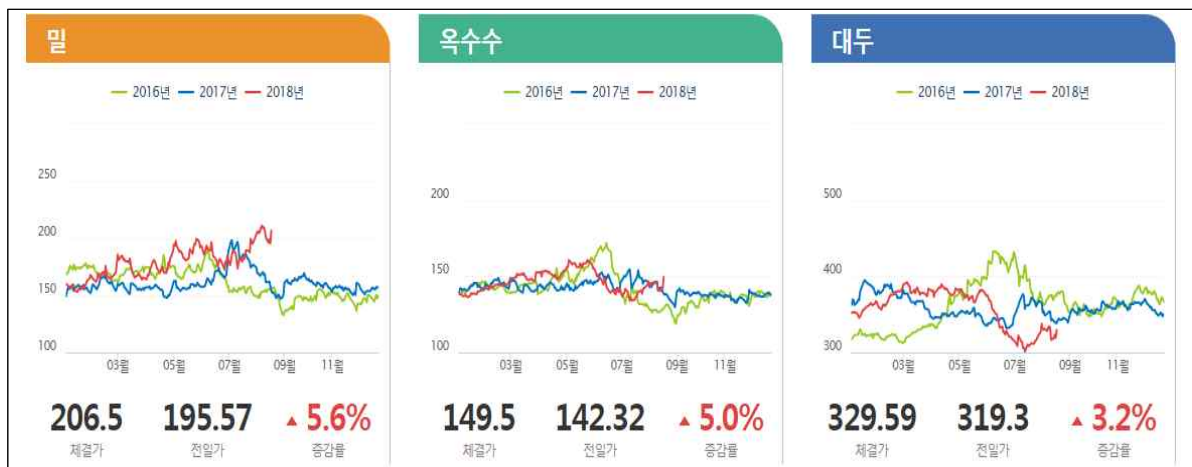 밀
2016년 2017년 2018년
250
200
150
100
03월 05월 07월 09월 11월
206.5 195.57 ▲ 5.6%
체결가 전일가 증감률
옥수수
2016년 2017년 2018년
200
150
100
03월 05월 07월 09월 11월
149.5 142.32 ▲ 5.0%
체결가 전일가 증감률
대두
2016년 2017년 2018년
500
400
300
03월 05월 07월 09월 11월
329.59 319.3 ▲ 3.2%
체결가 전일가 증감률